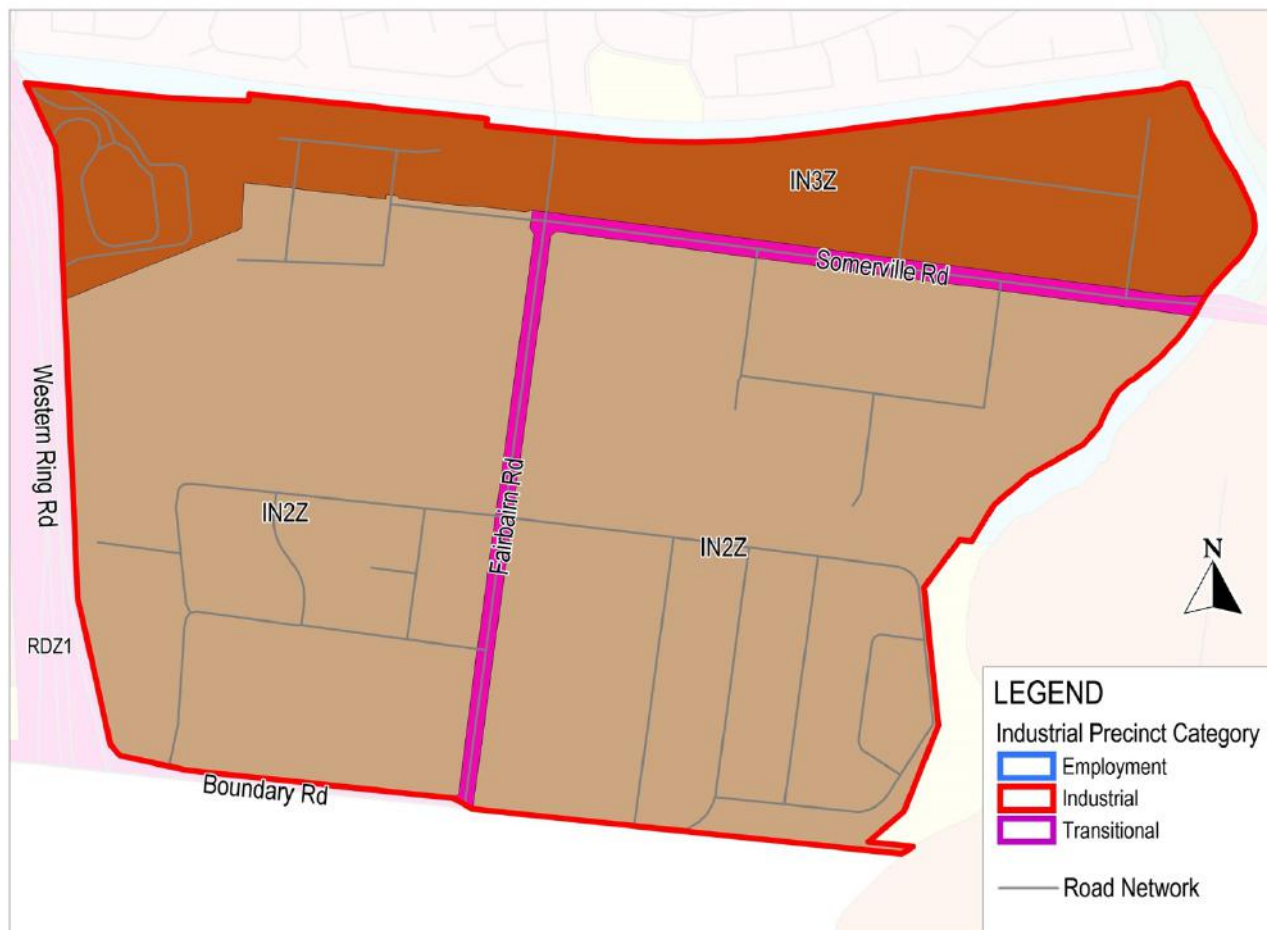 IN3Z
Somerville Rd
Western Ring Rd
Fairbairn Rd
IN2Z
IN2Z
N
RDZ1
Boundary Rd
LEGEND
Industrial Precinct Category
Employment
Industrial
Transitional
Road Network